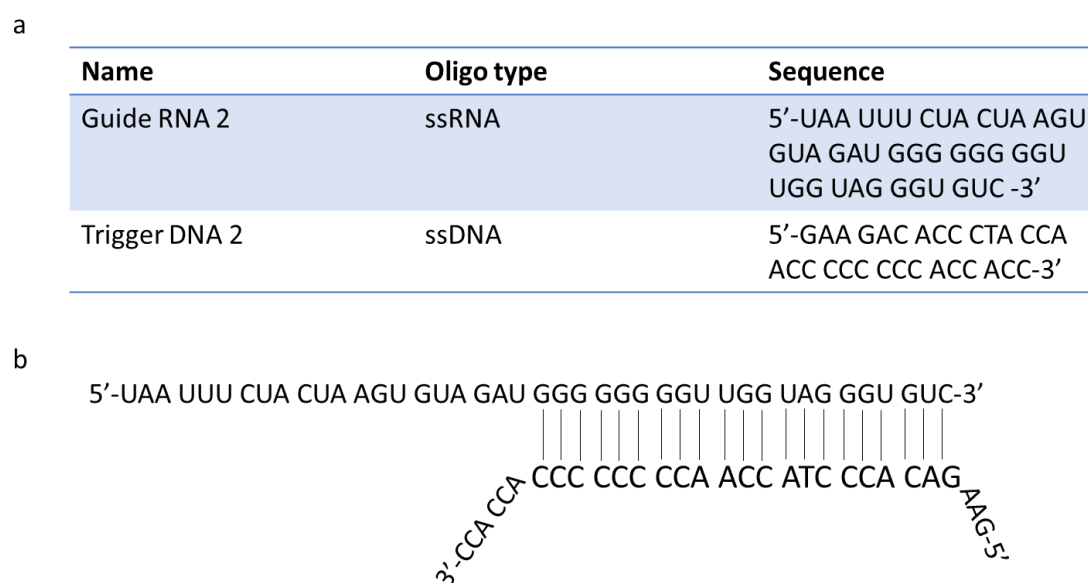 a
Name Oligo type Sequence
Guide RNA 2 ssRNA 5’-UAA UUU CUA CUA AGU
GUA GAU GGG GGG GGU
UGG UAG GGU GUC -3’
Trigger DNA 2 ssDNA 5’-GAA GAC ACC CTA CCA
ACC CCC CCC ACC ACC-3’
b
5’-UAA UUU CUA CUA AGU GUA GAU GGG GGG GGU UGG UAG GGU GUC-3’
CCC CCC CCA ACC ATC CCA CAG
3’-CCA CCA
AAG-5’